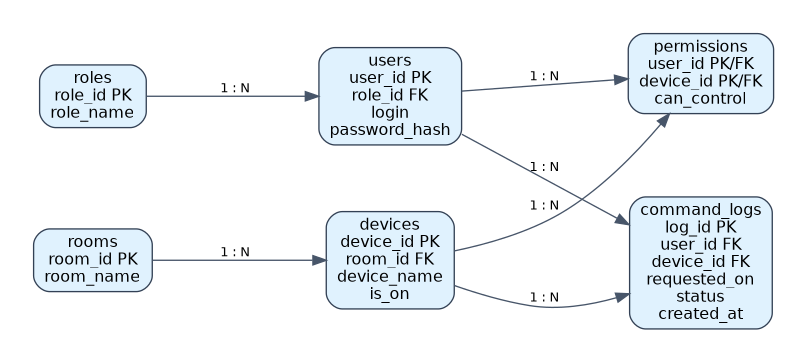 roles
role_id PK
role_name
1 : N
users
user_id PK
role_id FK
login
password_hash
1 : N
permissions
user_id PK/FK
device_id PK/FK
can_control
1 : N
rooms
room_id PK
room_name
1 : N
devices
device_id PK
room_id FK
device_name
is_on
1 : N
1 : N
command_logs
log_id PK
user_id FK
device_id FK
requested_on
status
created_at